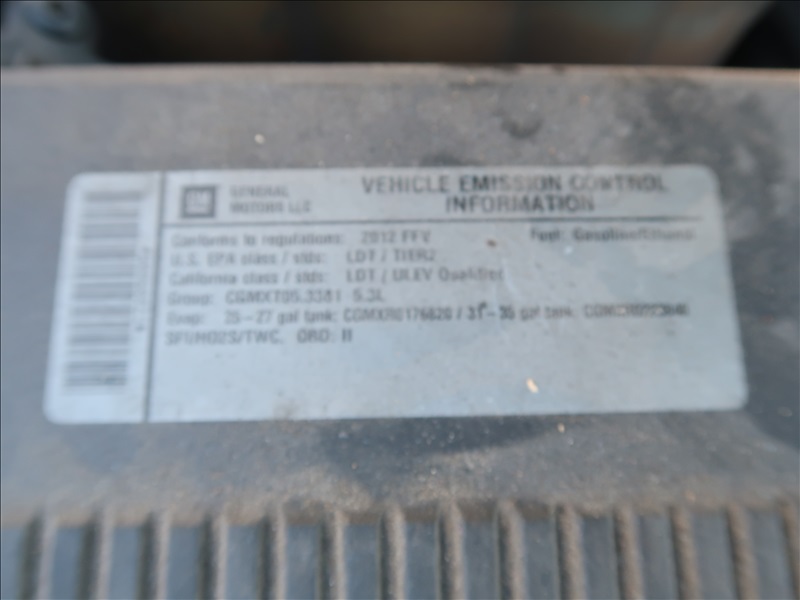 GM
GENERAL MOTORS LLC
VEHICLE EMISSION CONTROL
INFORMATION
Conforms to regulations: 2012 FFV Fuel: Gasoline/Ethanol
U.S. EPA class / stds: LDT / TIER2
California class / stds: LDT / ULEV Qualified
Group: CGMXT05.3381 5.3L
Evap: 25-27 gal tank: CGMXR0176820 / 31-35 gal tank:
SFI/HO2S/TWC, OBD: II